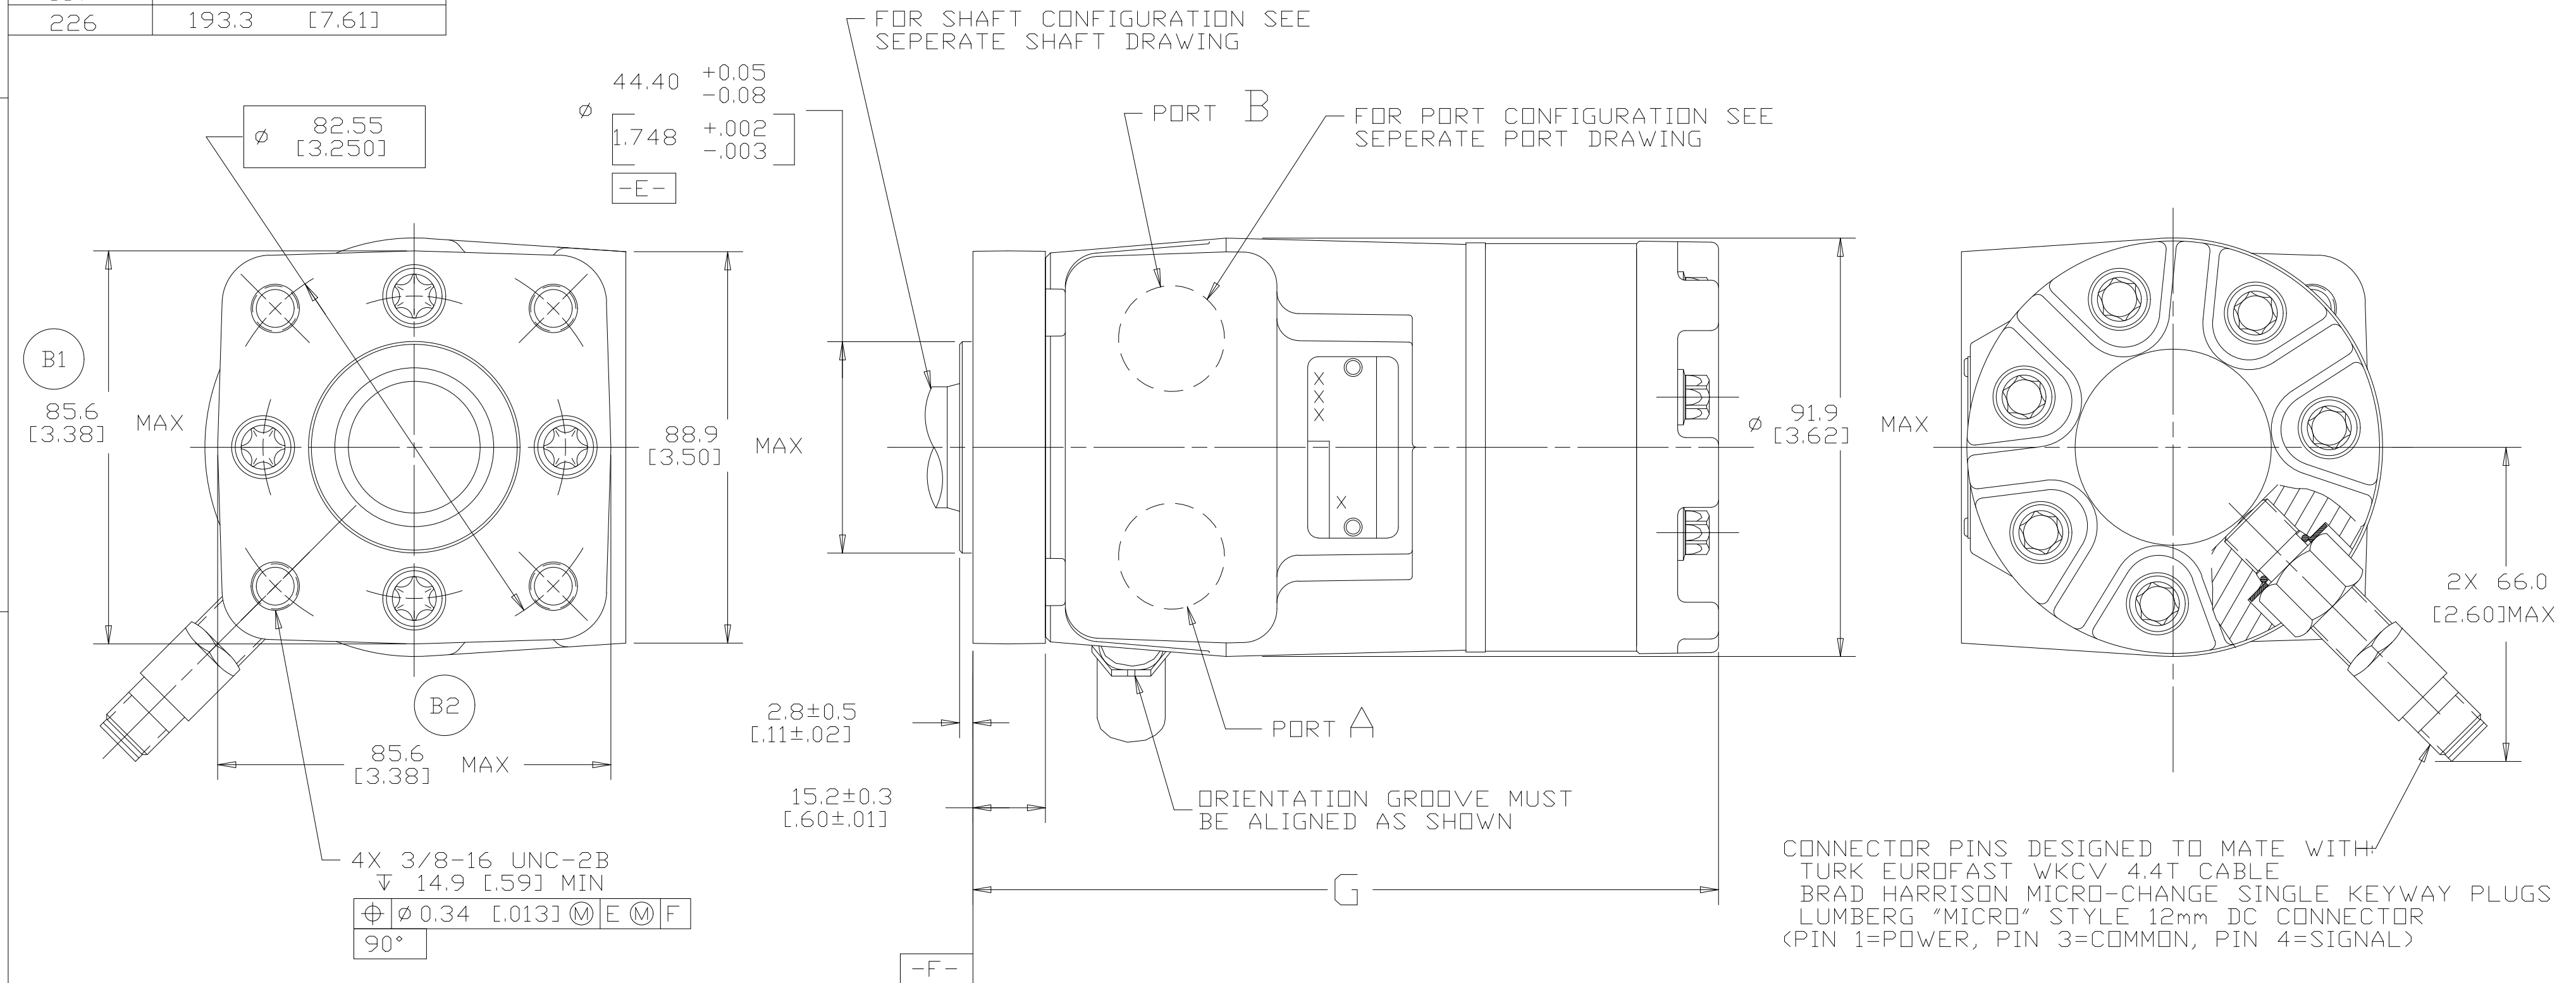 226 193.3 [7.61]
FOR SHAFT CONFIGURATION SEE
SEPERATE SHAFT DRAWING
44.40 +0.05
-0.08
Ø
1.748 +.002
-.003
-E-
Ø 82.55
[3.250]
PORT B
FOR PORT CONFIGURATION SEE
SEPERATE PORT DRAWING
B1
85.6
[3.38] MAX
88.9
[3.50] MAX
B2
85.6
[3.38] MAX
X
X
X
X
Ø 91.9
[3.62] MAX
2X 66.0
[2.60]MAX
2.8±0.5
[.11±.02]
PORT A
15.2±0.3
[.60±.01]
ORIENTATION GROOVE MUST
BE ALIGNED AS SHOWN
4X 3/8-16 UNC-2B
↧ 14.9 [.59] MIN
⌖ Ø 0.34 [.013] Ⓜ E Ⓜ F
90°
G
-F-
CONNECTOR PINS DESIGNED TO MATE WITH:
TURK EUROFAST WKCV 4.4T CABLE
BRAD HARRISON MICRO-CHANGE SINGLE KEYWAY PLUGS
LUMBERG "MICRO" STYLE 12mm DC CONNECTOR
(PIN 1=POWER, PIN 3=COMMON, PIN 4=SIGNAL)